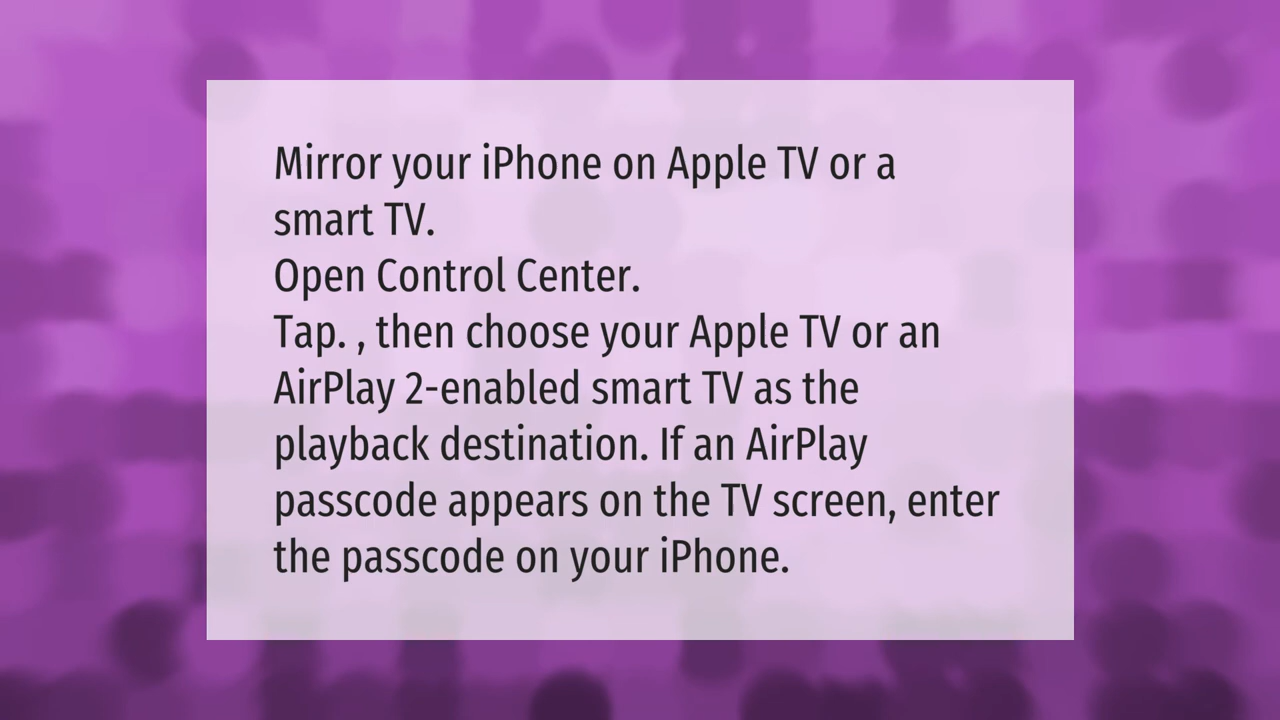 Mirror your iPhone on Apple TV or a
smart TV.
Open Control Center.
Tap. , then choose your Apple TV or an
AirPlay 2-enabled smart TV as the
playback destination. If an AirPlay
passcode appears on the TV screen, enter
the passcode on your iPhone.